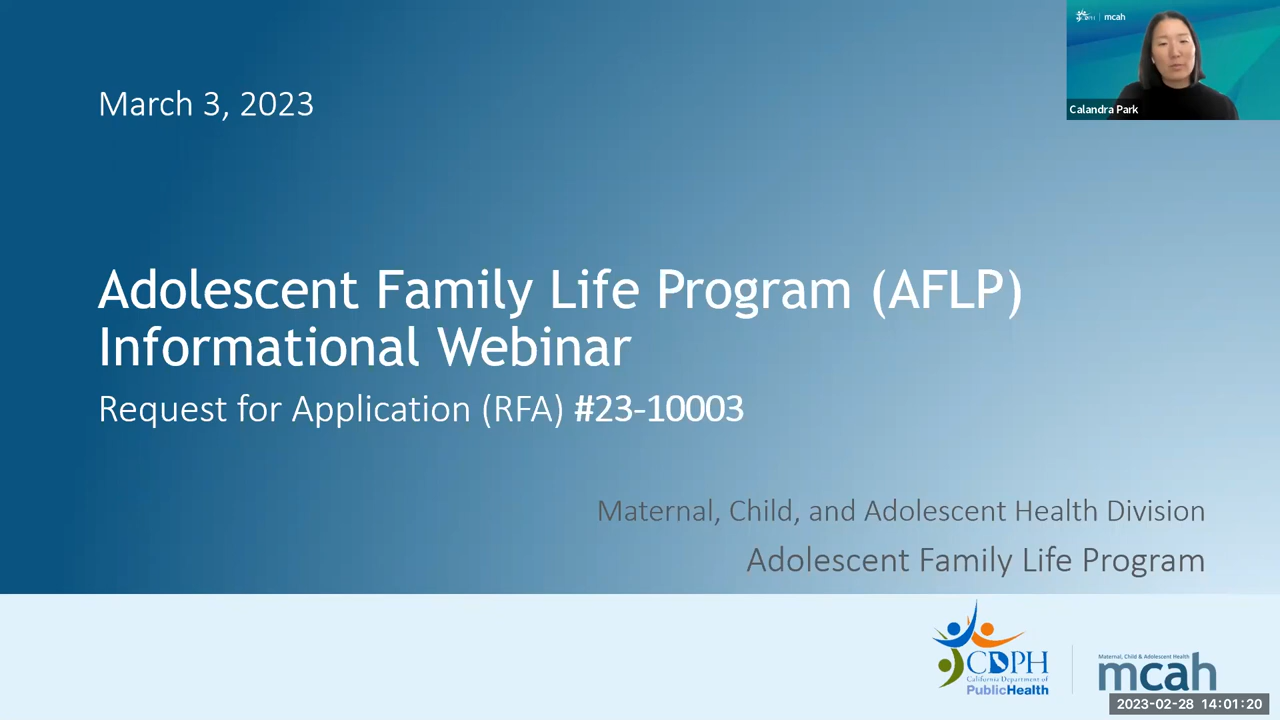 mcah
Calandra Park
March 3, 2023
Adolescent Family Life Program (AFLP)
Informational Webinar
Request for Application (RFA) #23-10003
Maternal, Child, and Adolescent Health Division
Adolescent Family Life Program
CDPH
California Department of
PublicHealth
Maternal, Child & Adolescent Health
mcah
2023-02-28 14:01:20